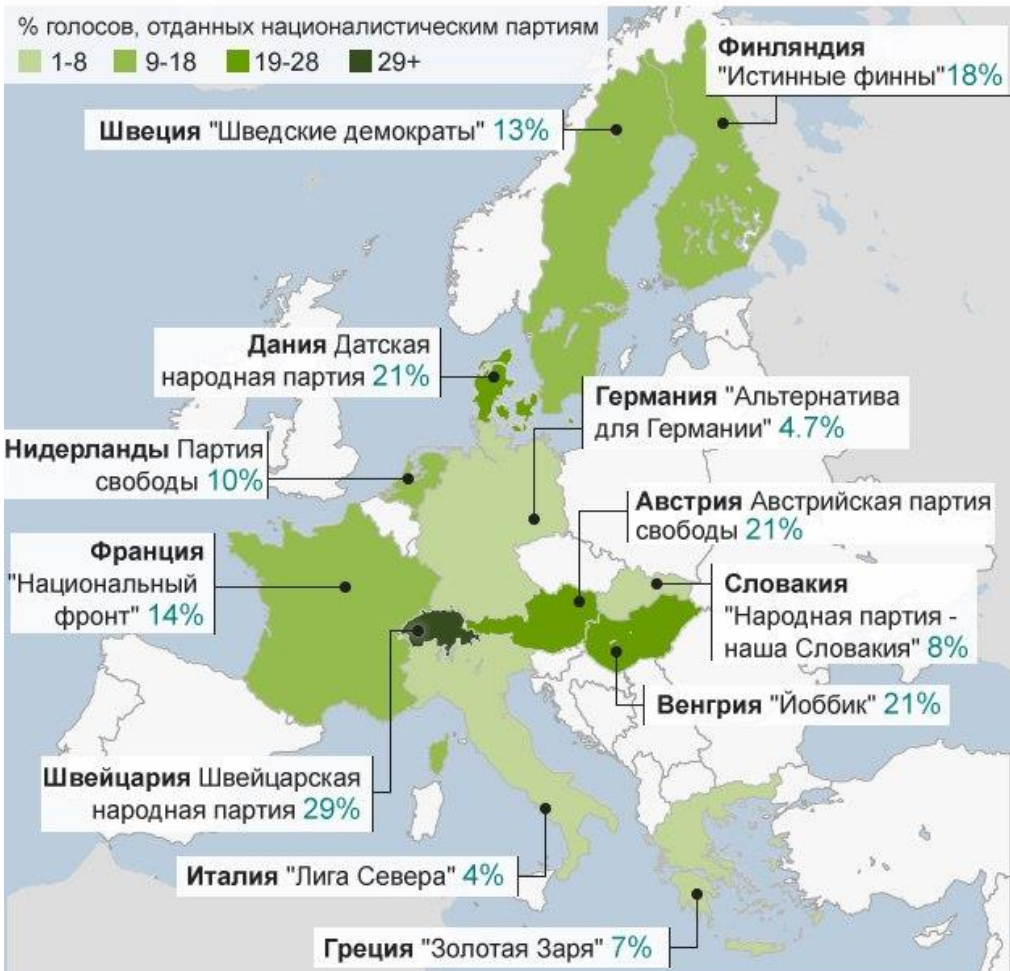 % голосов, отданных националистическим партиям
1-8 9-18 19-28 29+
Финляндия
"Истинные финны" 18%
Швеция "Шведские демократы" 13%
Дания Датская
народная партия 21%
Германия "Альтернатива
для Германии" 4.7%
Нидерланды Партия
свободы 10%
Австрия Австрийская партия
свободы 21%
Франция
"Национальный
фронт" 14%
Словакия
"Народная партия -
наша Словакия" 8%
Венгрия "Йоббик" 21%
Швейцария Швейцарская
народная партия 29%
Италия "Лига Севера" 4%
Греция "Золотая Заря" 7%